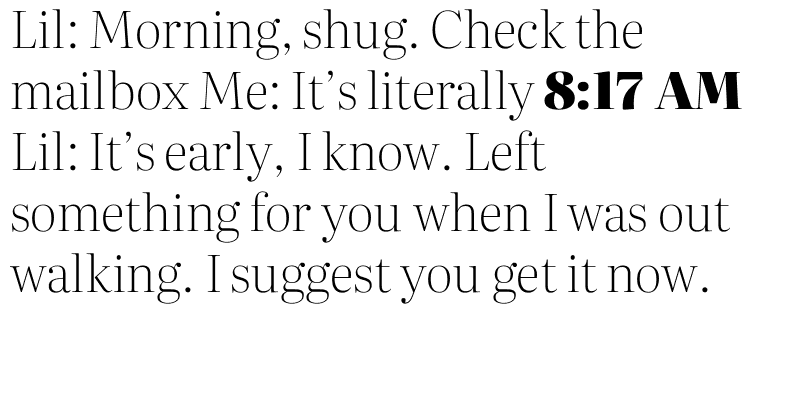 Lil: Morning, shug. Check the
mailbox Me: It’s literally 8:17 AM
Lil: It’s early, I know. Left
something for you when I was out
walking. I suggest you get it now.